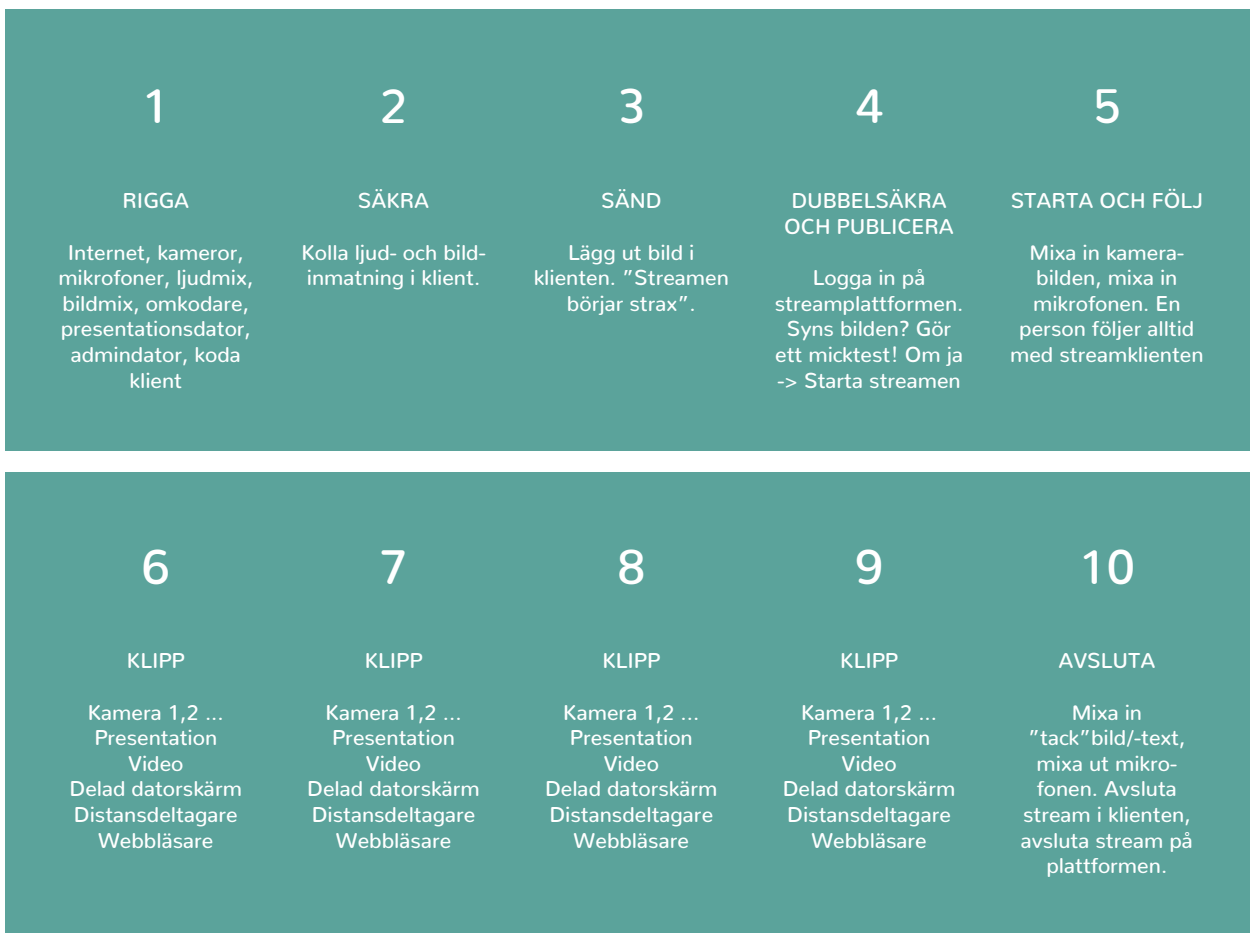 1
RIGGA
Internet, kameror,
mikrofoner, ljudmix,
bildmix, omkodare,
presentationsdator,
admindator, koda
klient
2
SÄKRA
Kolla ljud- och bild-
inmatning i klient.
3
SÄND
Lägg ut bild i
klienten. ”Streamen
börjar strax”.
4
DUBBELSÄKRA
OCH PUBLICERA
Logga in på
streamplattformen.
Syns bilden? Gör
ett micktest! Om ja
-> Starta streamen
5
STARTA OCH FÖLJ
Mixa in kamera-
bilden, mixa in
mikrofonen. En
person följer alltid
med streamklienten
6
KLIPP
Kamera 1,2 ...
Presentation
Video
Delad datorskärm
Distansdeltagare
Webbläsare
7
KLIPP
Kamera 1,2 ...
Presentation
Video
Delad datorskärm
Distansdeltagare
Webbläsare
8
KLIPP
Kamera 1,2 ...
Presentation
Video
Delad datorskärm
Distansdeltagare
Webbläsare
9
KLIPP
Kamera 1,2 ...
Presentation
Video
Delad datorskärm
Distansdeltagare
Webbläsare
10
AVSLUTA
Mixa in
”tack”bild/-text,
mixa ut mikro-
fonen. Avsluta
stream i klienten,
avsluta stream på
plattformen.